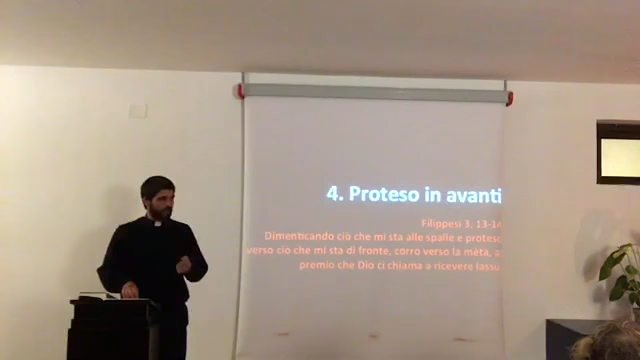 4. Proteso in avanti
Filippesi 3, 13-14
Dimenticando ciò che mi sta alle spalle e proteso
verso ciò che mi sta di fronte, corro verso la mèta, a
premio che Dio ci chiama a ricevere lassù